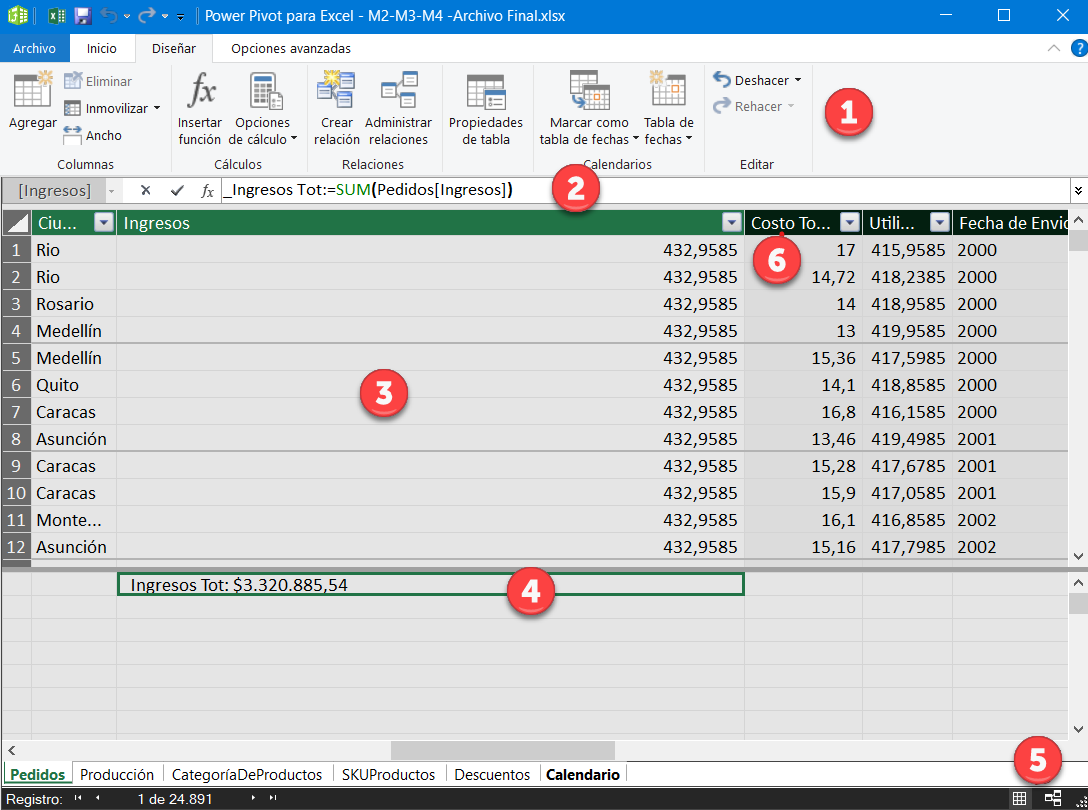 Power Pivot para Excel - M2-M3-M4 -Archivo Final.xlsx
Archivo Inicio Diseñar Opciones avanzadas ?
Agregar Eliminar Inmovilizar Ancho
Columnas
Insertar función Opciones de cálculo
Cálculos
Crear relación Administrar relaciones
Relaciones
Propiedades de tabla
Marcar como tabla de fechas Tabla de fechas
Calendarios
Deshacer Rehacer
Editar
1
[Ingresos] fx _Ingresos Tot:=SUM(Pedidos[Ingresos])
2
Ciu... Ingresos Costo To... Utili... Fecha de Envio
1 Rio 432,9585 17 415,9585 2000
6
2 Rio 432,9585 14,72 418,2385 2000
3 Rosario 432,9585 14 418,9585 2000
4 Medellín 432,9585 13 419,9585 2000
5 Medellín 432,9585 15,36 417,5985 2000
6 Quito 432,9585 14,1 418,8585 2000
3
7 Caracas 432,9585 16,8 416,1585 2000
8 Asunción 432,9585 13,46 419,4985 2001
9 Caracas 432,9585 15,28 417,6785 2001
10 Caracas 432,9585 15,9 417,0585 2001
11 Monte... 432,9585 16,1 416,8585 2002
12 Asunción 432,9585 15,16 417,7985 2002
_Ingresos Tot: $3.320.885,54
4
5
Pedidos Producción CategoríaDeProductos SKUProductos Descuentos Calendario
Registro: 1 de 24.891